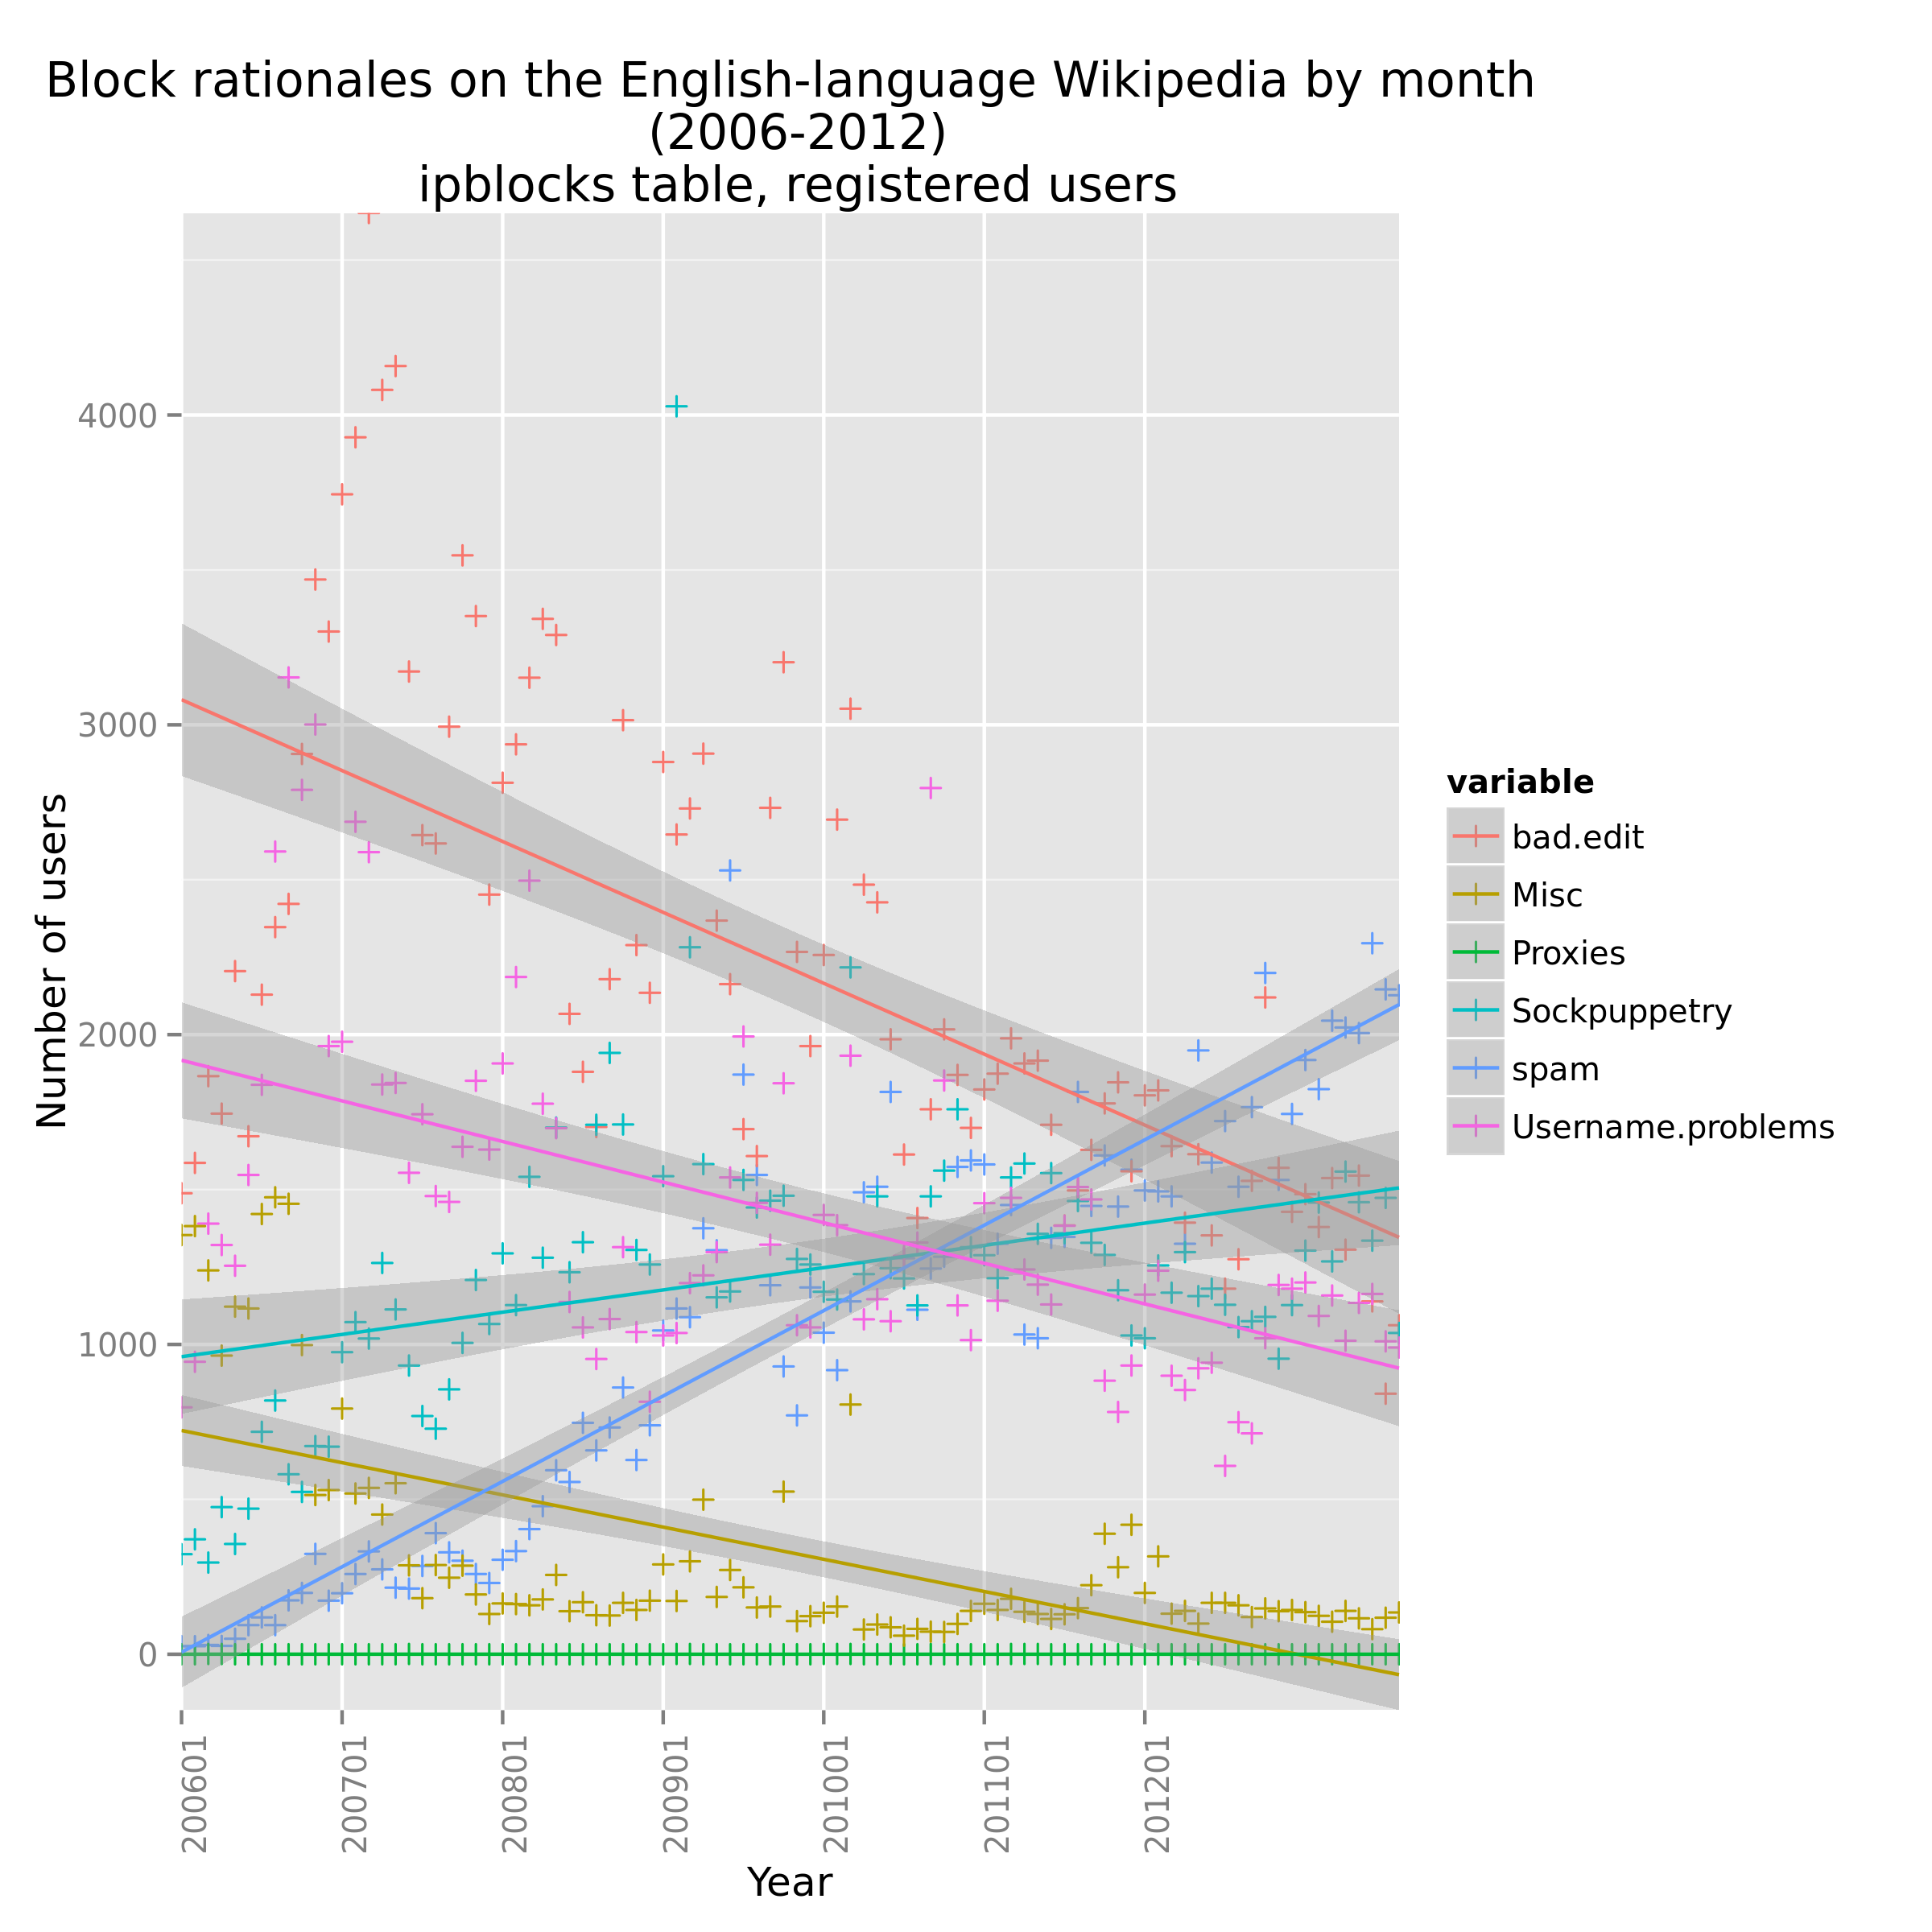 Block rationales on the English-language Wikipedia by month
(2006-2012)
ipblocks table, registered users
Number of users
4000
3000
2000
1000
0
200601
200701
200801
200901
201001
201101
201201
Year
variable
bad.edit
Misc
Proxies
Sockpuppetry
spam
Username.problems